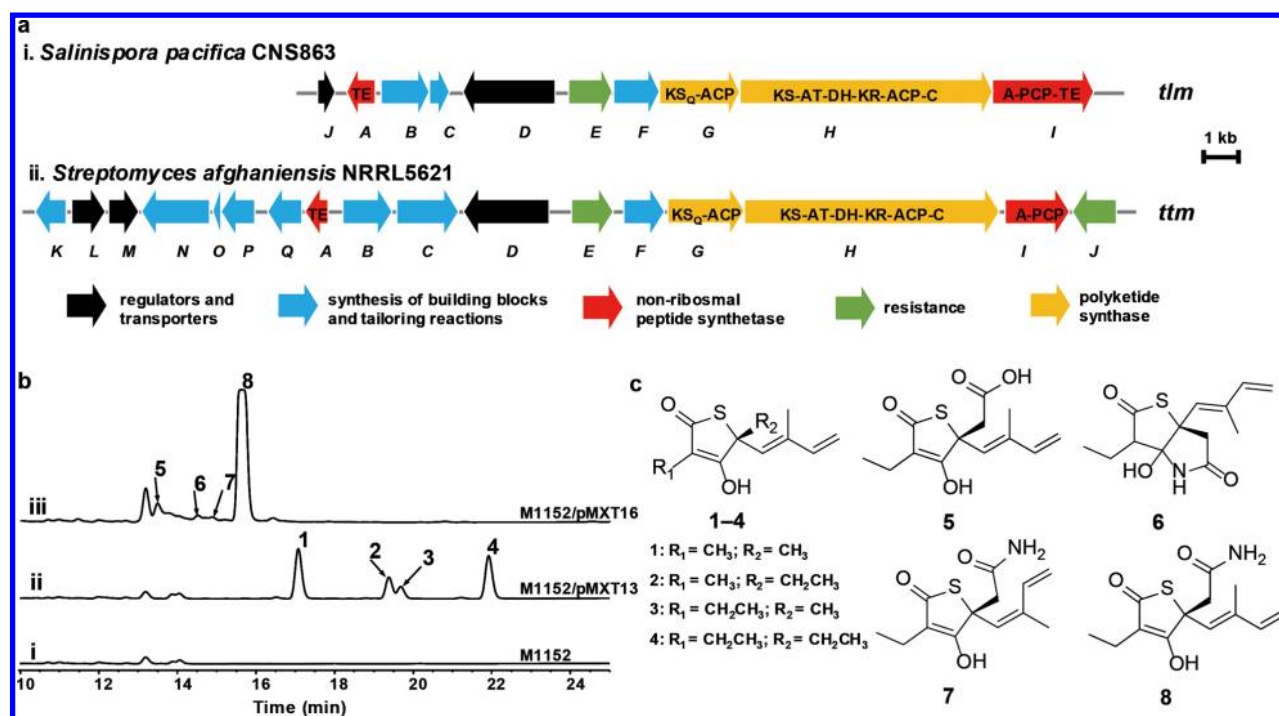 a
i. Salinispora pacifica CNS863
TE KS_Q-ACP KS-AT-DH-KR-ACP-C A-PCP-TE tlm
J A B C D E F G H I
1 kb
ii. Streptomyces afghaniensis NRRL5621
TE KS_Q-ACP KS-AT-DH-KR-ACP-C A-PCP ttm
K L M N O P Q A B C D E F G H I J
regulators and transporters
synthesis of building blocks and tailoring reactions
non-ribosmal peptide synthetase
resistance
polyketide synthase
b
8
5 6 7
iii M1152/pMXT16
1 2 3 4
ii M1152/pMXT13
i M1152
10 12 14 16 18 20 22 24
Time (min)
c
O S R₂ R₁ OH
1–4
1: R₁ = CH₃; R₂ = CH₃
2: R₁ = CH₃; R₂ = CH₂CH₃
3: R₁ = CH₂CH₃; R₂ = CH₃
4: R₁ = CH₂CH₃; R₂ = CH₂CH₃
O OH O S OH
5
O S HO N H O
6
O NH₂ O S OH
7
O NH₂ O S OH
8